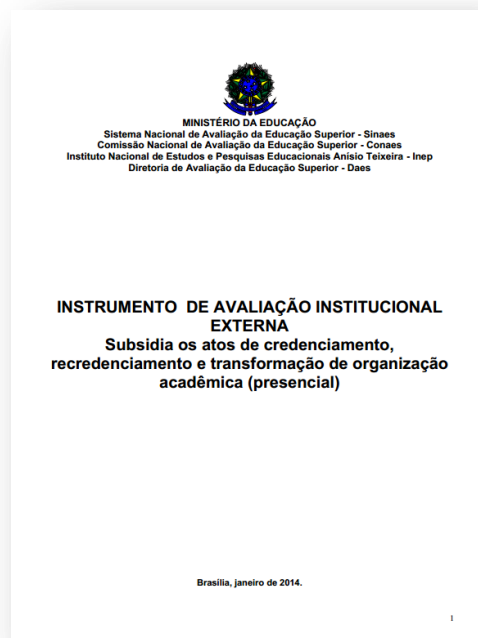 MINISTÉRIO DA EDUCAÇÃO
Sistema Nacional de Avaliação da Educação Superior - Sinaes
Comissão Nacional de Avaliação da Educação Superior - Conaes
Instituto Nacional de Estudos e Pesquisas Educacionais Anísio Teixeira - Inep
Diretoria de Avaliação da Educação Superior - Daes
INSTRUMENTO DE AVALIAÇÃO INSTITUCIONAL
EXTERNA
Subsidia os atos de credenciamento,
recredenciamento e transformação de organização
acadêmica (presencial)
Brasília, janeiro de 2014.
1